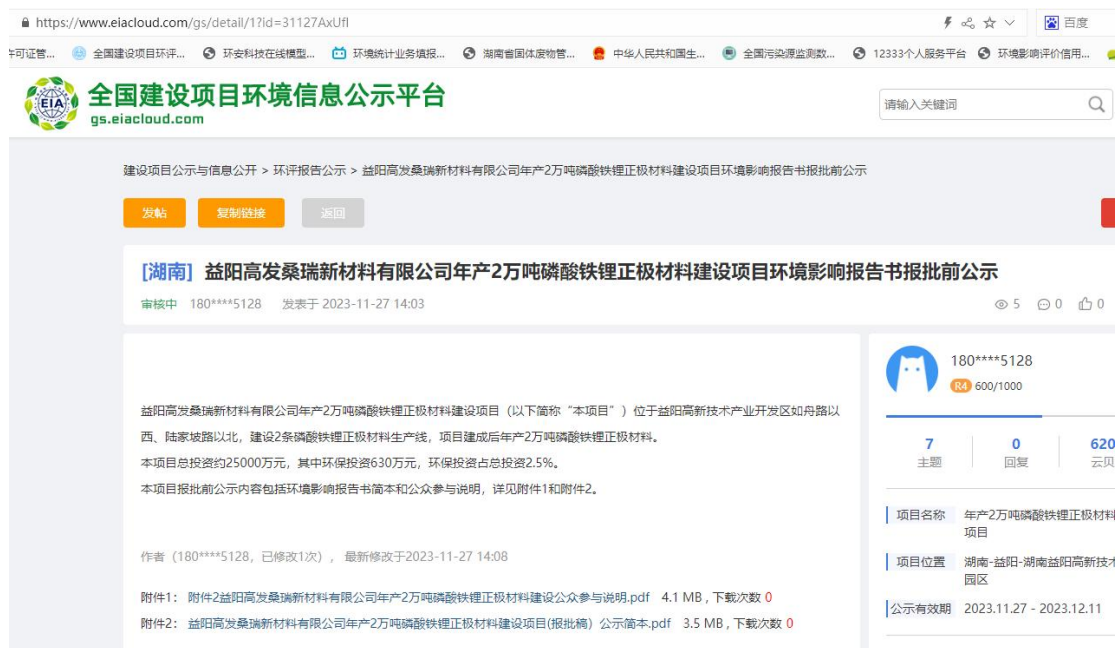 https://www.eiacloud.com/gs/detail/1?id=31127AxUfl
百度
许可证管...
全国建设项目环评...
环安科技在线模型...
环境统计业务填报...
湖南省固体废物管...
中华人民共和国生...
全国污染源监测数...
12333个人服务平台
环境影响评价信用...
EIA
全国建设项目环境信息公示平台
gs.eiacloud.com
请输入关键词
建设项目公示与信息公开 > 环评报告公示 > 益阳高发桑瑞新材料有限公司年产2万吨磷酸铁锂正极材料建设项目环境影响报告书报批前公示
发帖
复制链接
返回
[湖南] 益阳高发桑瑞新材料有限公司年产2万吨磷酸铁锂正极材料建设项目环境影响报告书报批前公示
审核中 180****5128 发表于 2023-11-27 14:03
5 0 0
益阳高发桑瑞新材料有限公司年产2万吨磷酸铁锂正极材料建设项目（以下简称“本项目”）位于益阳高新技术产业开发区如舟路以
西、陆家坡路以北，建设2条磷酸铁锂正极材料生产线，项目建成后年产2万吨磷酸铁锂正极材料。
本项目总投资约25000万元，其中环保投资630万元，环保投资占总投资2.5%。
本项目报批前公示内容包括环境影响报告书简本和公众参与说明，详见附件1和附件2。
作者（180****5128，已修改1次），最新修改于2023-11-27 14:08
附件1： 附件2益阳高发桑瑞新材料有限公司年产2万吨磷酸铁锂正极材料建设公众参与说明.pdf 4.1 MB，下载次数 0
附件2： 益阳高发桑瑞新材料有限公司年产2万吨磷酸铁锂正极材料建设项目(报批稿）公示简本.pdf 3.5 MB，下载次数 0
180****5128
R4 600/1000
7
主题
0
回复
620
云贝
项目名称 年产2万吨磷酸铁锂正极材料
项目
项目位置 湖南-益阳-湖南益阳高新技术
园区
公示有效期 2023.11.27 - 2023.12.11